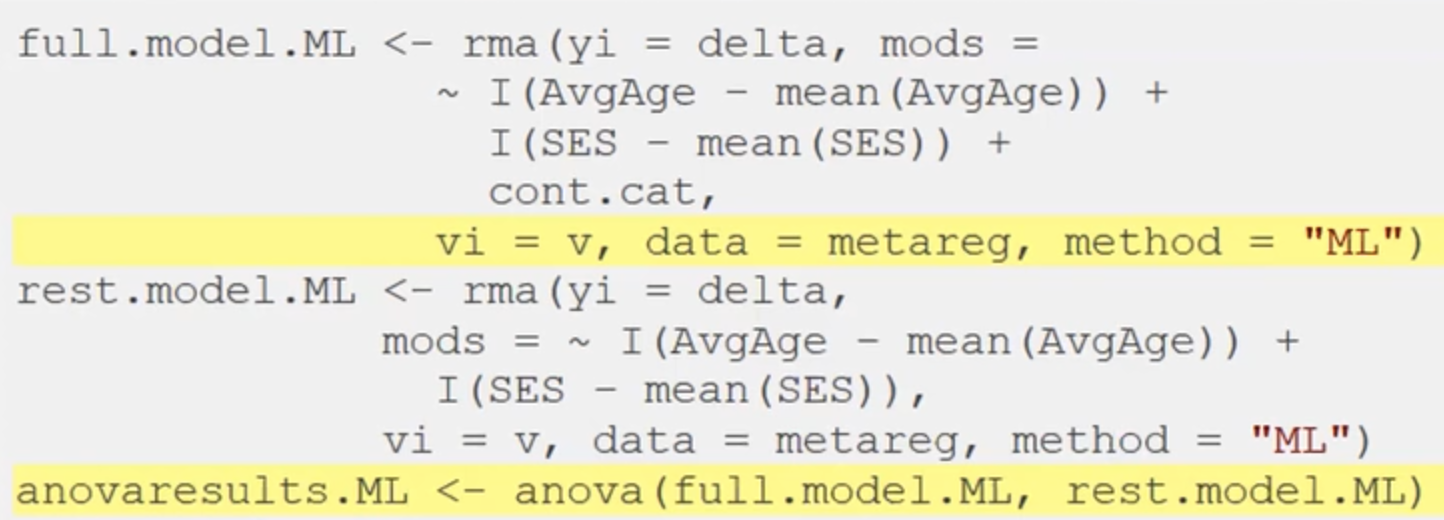 full.model.ML <- rma(yi = delta, mods =
~ I(AvgAge - mean(AvgAge)) +
I(SES - mean(SES)) +
cont.cat,
vi = v, data = metareg, method = "ML")
rest.model.ML <- rma(yi = delta,
mods = ~ I(AvgAge - mean(AvgAge)) +
I(SES - mean(SES)),
vi = v, data = metareg, method = "ML")
anovaresults.ML <- anova(full.model.ML, rest.model.ML)